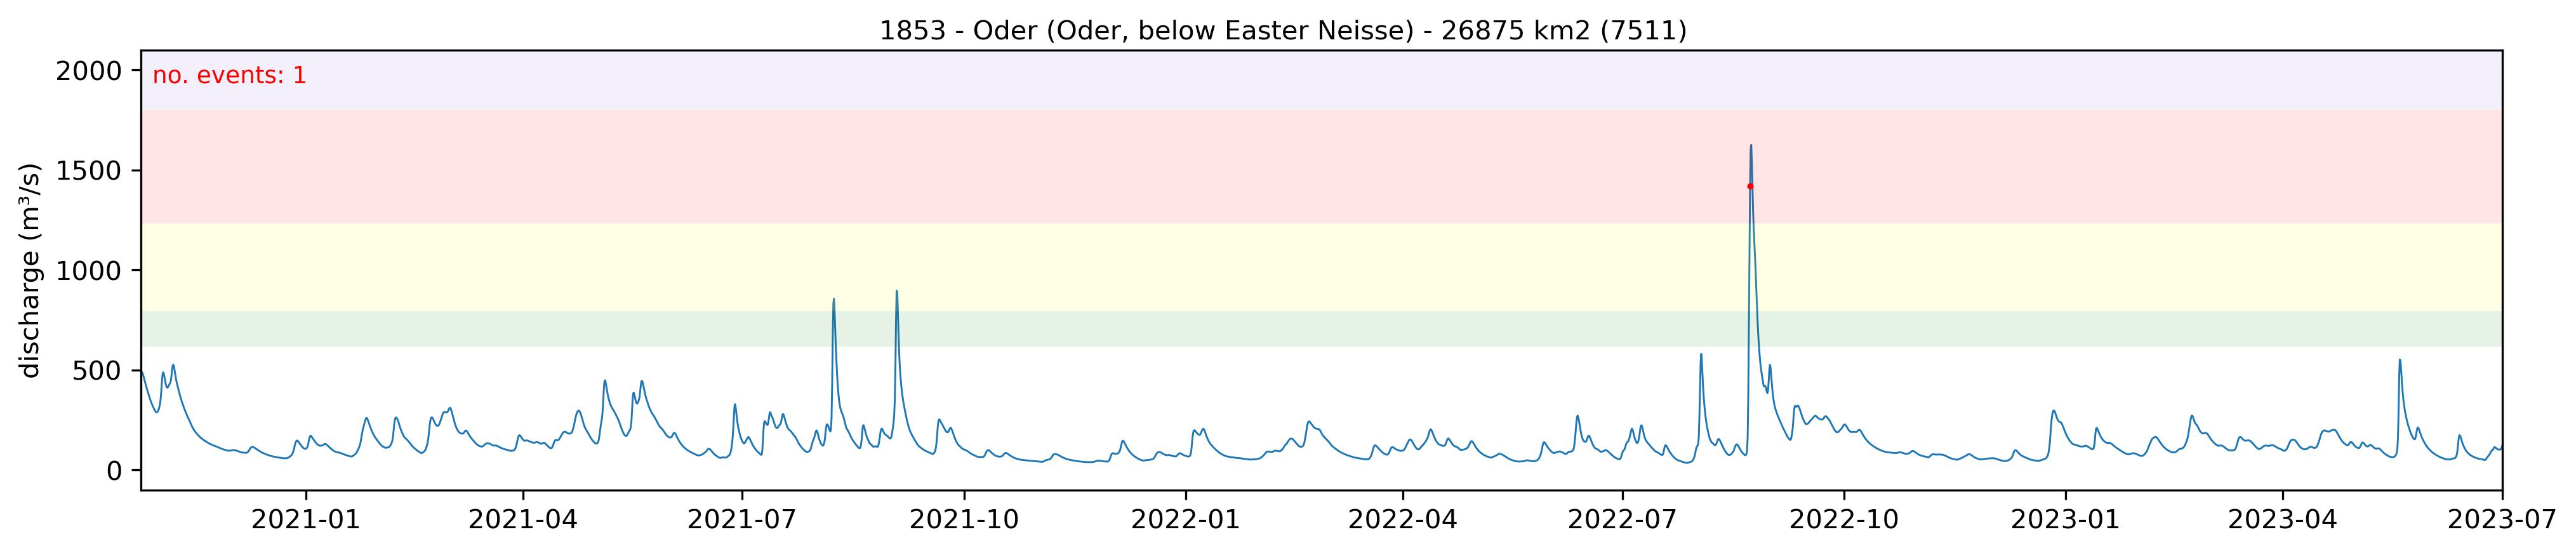 1853 - Oder (Oder, below Easter Neisse) - 26875 km2 (7511)
no. events: 1
discharge (m³/s)
2000
1500
1000
500
0
2021-01 2021-04 2021-07 2021-10 2022-01 2022-04 2022-07 2022-10 2023-01 2023-04 2023-07